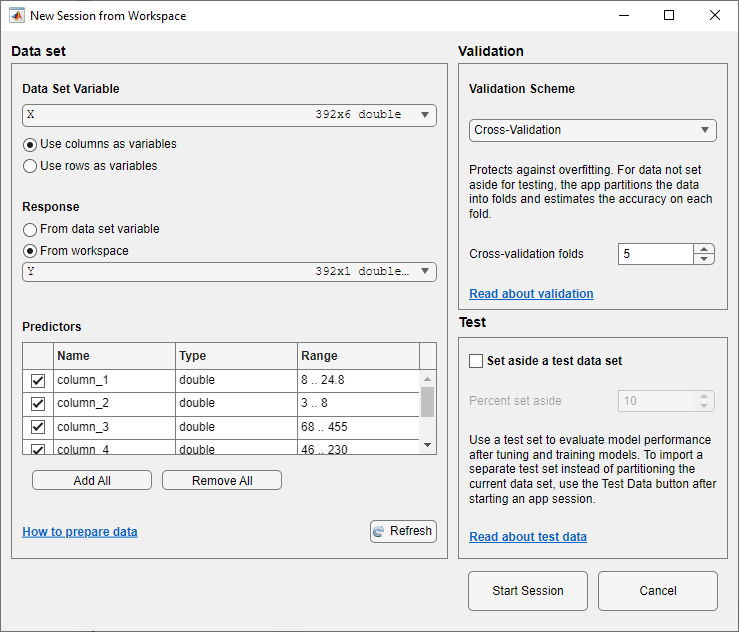 New Session from Workspace
Data set
Data Set Variable
X 392x6 double
Use columns as variables
Use rows as variables
Response
From data set variable
From workspace
Y 392x1 double...
Predictors
Name Type Range
column_1 double 8 .. 24.8
column_2 double 3 .. 8
column_3 double 68 .. 455
column_4 double 46 .. 230
Add All Remove All
How to prepare data
Refresh
Validation
Validation Scheme
Cross-Validation
Protects against overfitting. For data not set
aside for testing, the app partitions the data
into folds and estimates the accuracy on each
fold.
Cross-validation folds 5
Read about validation
Test
Set aside a test data set
Percent set aside 10
Use a test set to evaluate model performance
after tuning and training models. To import a
separate test set instead of partitioning the
current data set, use the Test Data button after
starting an app session.
Read about test data
Start Session Cancel